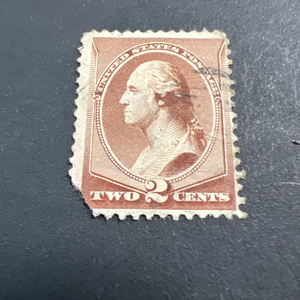 UNITED STATES POSTAGE
TWO 2 CENTS